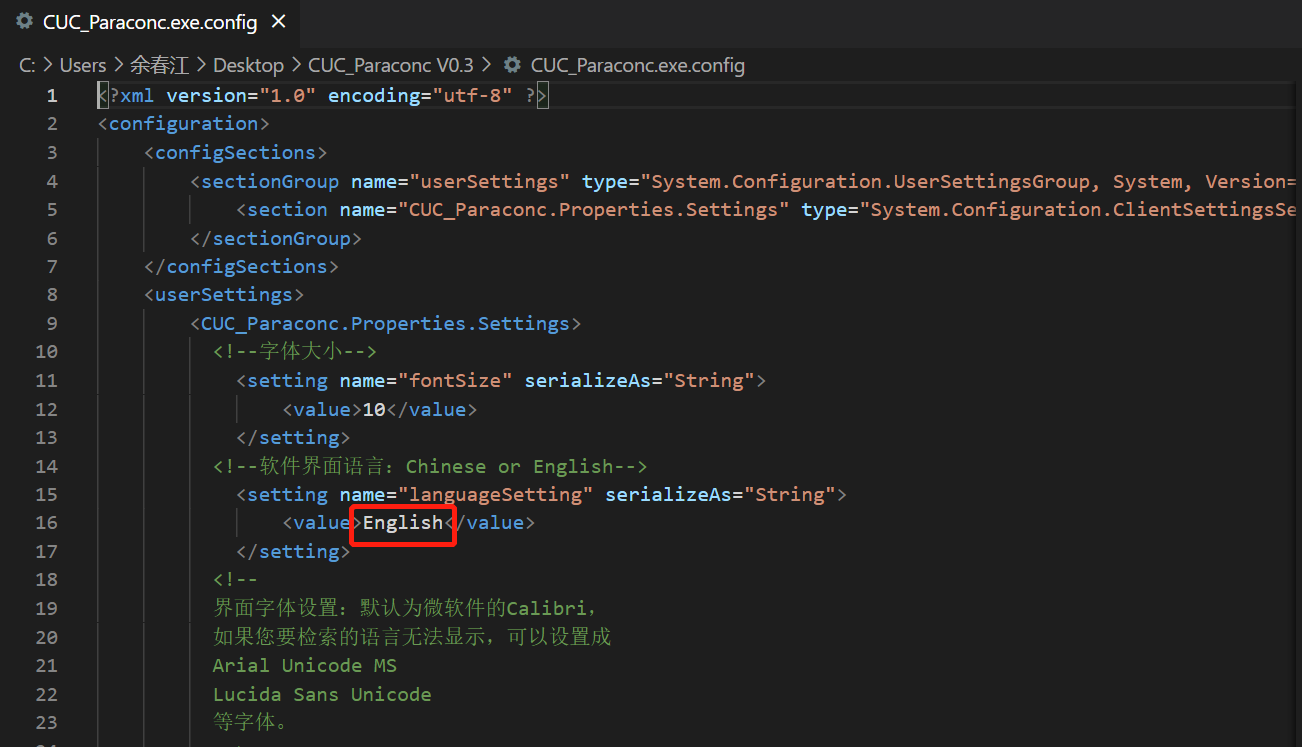 CUC_Paraconc.exe.config
C: > Users > 余春江 > Desktop > CUC_Paraconc V0.3 > CUC_Paraconc.exe.config
1 <?xml version="1.0" encoding="utf-8" ?>
2 <configuration>
3 <configSections>
4 <sectionGroup name="userSettings" type="System.Configuration.UserSettingsGroup, System, Version=
5 <section name="CUC_Paraconc.Properties.Settings" type="System.Configuration.ClientSettingsSe
6 </sectionGroup>
7 </configSections>
8 <userSettings>
9 <CUC_Paraconc.Properties.Settings>
10 <!--字体大小-->
11 <setting name="fontSize" serializeAs="String">
12 <value>10</value>
13 </setting>
14 <!--软件界面语言：Chinese or English-->
15 <setting name="languageSetting" serializeAs="String">
16 <value>English</value>
17 </setting>
18 <!--
19 界面字体设置：默认为微软件的Calibri，
20 如果您要检索的语言无法显示，可以设置成
21 Arial Unicode MS
22 Lucida Sans Unicode
23 等字体。